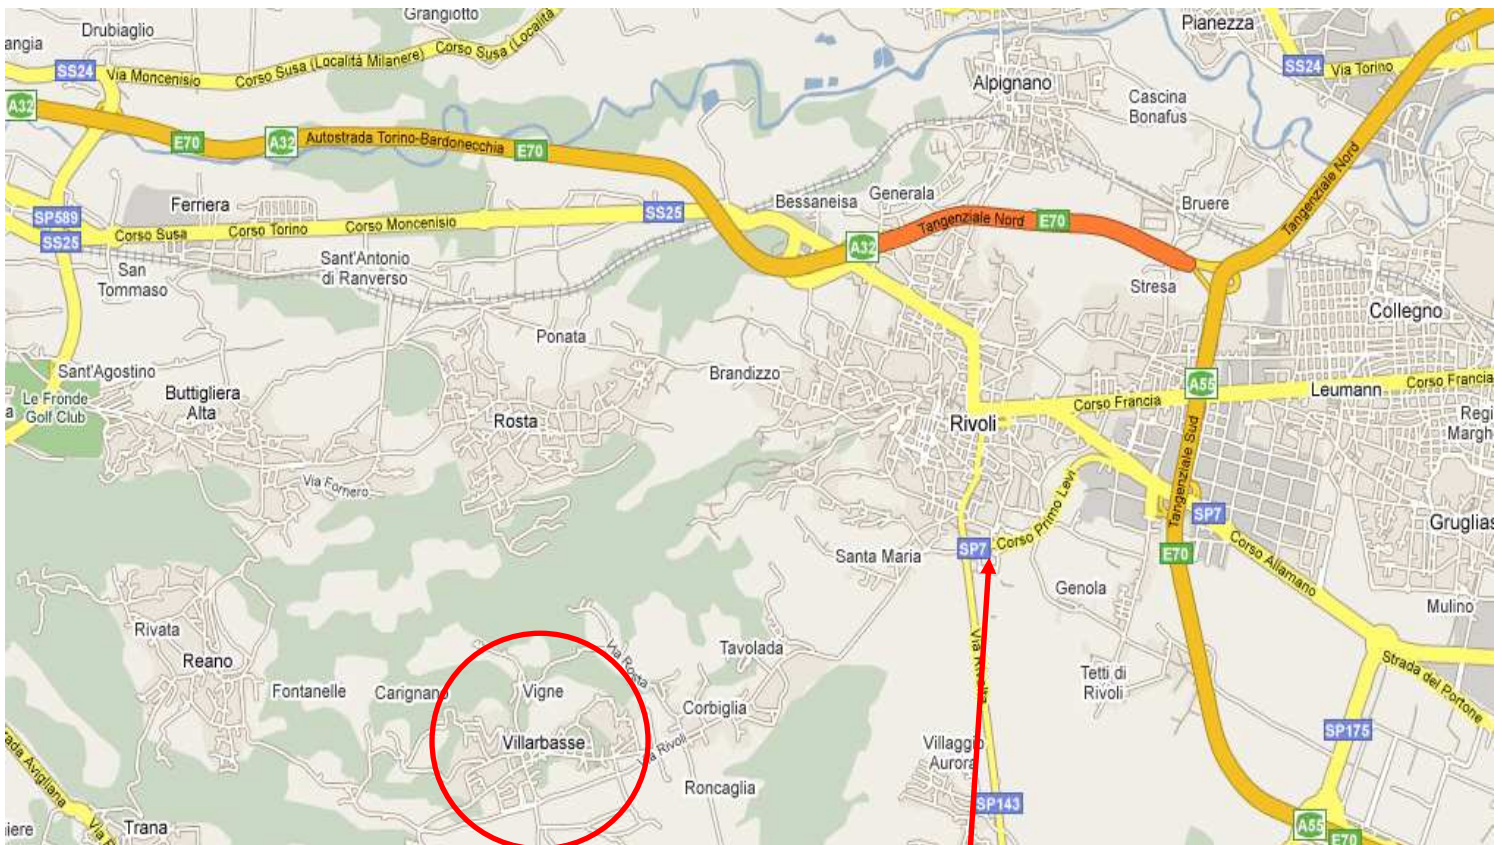 Grangiotto
Drubiaglio
Pianezza
angia
Corso Susa (Località
Corso Susa (Località Milanere)
SS24
Via Moncenisio
SS24
Via Torino
Alpignano
Cascina
Bonafus
A32
E70
A32
Autostrada Torino-Bardonecchia
E70
Tangenziale Nord
Ferriera
Bessaneisa
Generala
Bruere
SP589
SS25
Corso Susa
Corso Torino
Corso Moncenisio
SS25
Tangenziale Nord
E70
A32
San
Tommaso
Sant'Antonio
di Ranverso
Stresa
Collegno
Ponata
Sant'Agostino
Brandizzo
A55
Corso Francia
Leumann
Corso Francia
a
Le Fronde
Golf Club
Buttigliera
Alta
Rosta
Rivoli
Regi
Margh
Tangenziale Sud
Via Fornero
Corso Primo Levi
SP7
Gruglias
SP7
Santa Maria
E70
Corso Allamano
Genola
Mulino
Rivata
Reano
Via Rosta
Tavolada
Tetti di
Rivoli
Strada del Portone
Fontanelle
Carignano
Vigne
Corbiglia
Villarbasse
Via Rivoli
Villaggio
Aurora
SP175
Roncaglia
SP143
rada Avigliana
iere
Trana
A55
E70